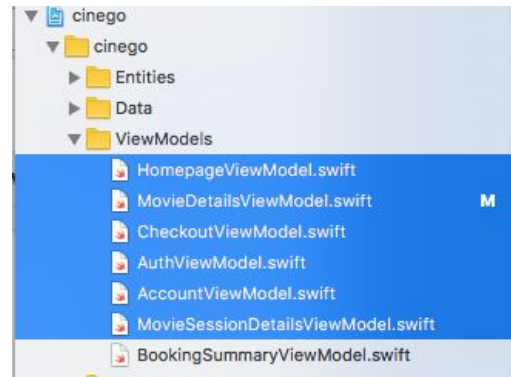 cinego
cinego
Entities
Data
ViewModels
HomepageViewModel.swift
MovieDetailsViewModel.swift M
CheckoutViewModel.swift
AuthViewModel.swift
AccountViewModel.swift
MovieSessionDetailsViewModel.swift
BookingSummaryViewModel.swift